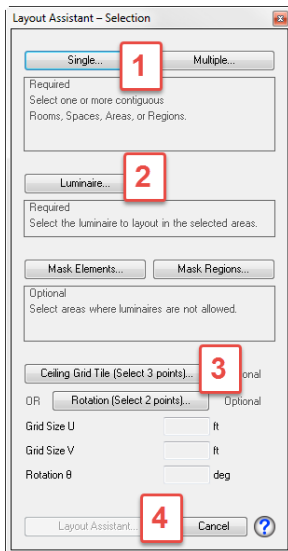 Layout Assistant – Selection
Single... 1 Multiple...
Required
Select one or more contiguous
Rooms, Spaces, Areas, or Regions.
Luminaire... 2
Required
Select the luminaire to layout in the selected areas.
Mask Elements... Mask Regions...
Optional
Select areas where luminaires are not allowed.
Ceiling Grid Tile (Select 3 points)... 3 onal
OR Rotation (Select 2 points)... Optional
Grid Size U ft
Grid Size V ft
Rotation θ deg
Layout Assistant... 4 Cancel ?